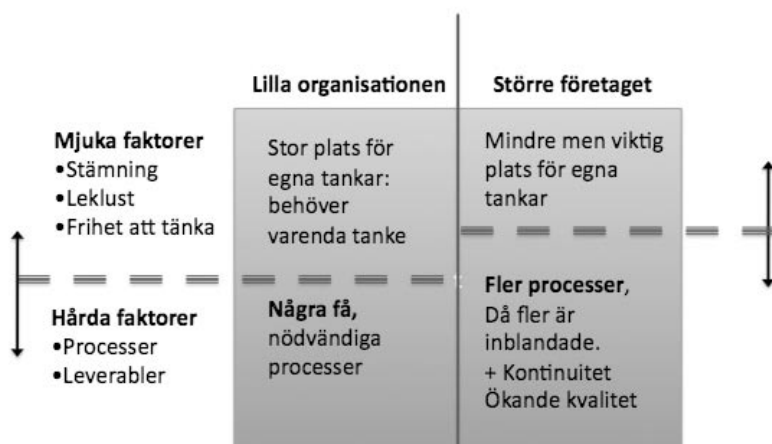 Lilla organisationen
Större företaget
Mjuka faktorer
•Stämning
•Leklust
•Frihet att tänka
Stor plats för
egna tankar:
behöver
varenda tanke
Mindre men viktig
plats för egna
tankar
Hårda faktorer
•Processer
•Leverabler
Några få,
nödvändiga
processer
Fler processer,
Då fler är
inblandade.
+ Kontinuitet
Ökande kvalitet